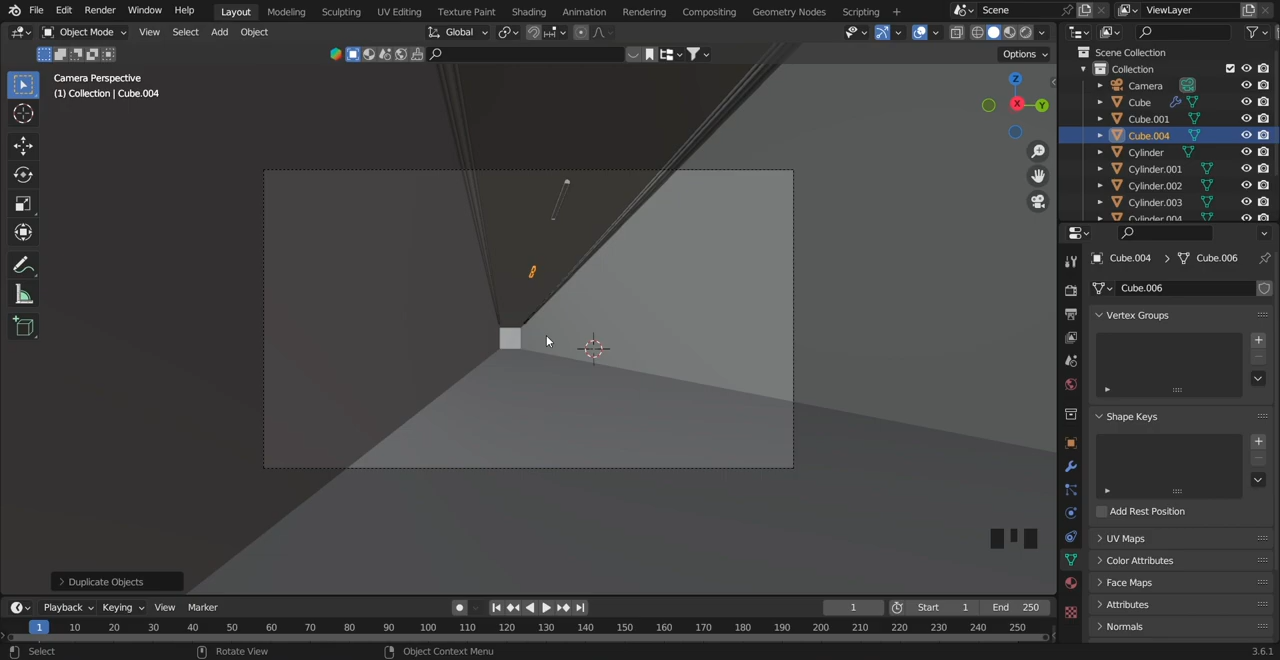 File Edit Render Window Help Layout Modeling Sculpting UV Editing Texture Paint Shading Animation Rendering Compositing Geometry Nodes Scripting + Scene ViewLayer
Object Mode View Select Add Object Global
Options
Camera Perspective
(1) Collection | Cube.004
Z
X
Y
Scene Collection
Collection
Camera
Cube
Cube.001
Cube.004
Cylinder
Cylinder.001
Cylinder.002
Cylinder.003
Cylinder.004
Cube.004 > Cube.006
Cube.006
Vertex Groups
Shape Keys
Add Rest Position
UV Maps
Color Attributes
Face Maps
Attributes
Normals
Duplicate Objects
Playback Keying View Marker 1 Start 1 End 250
1 10 20 30 40 50 60 70 80 90 100 110 120 130 140 150 160 170 180 190 200 210 220 230 240 250
Select Rotate View Object Context Menu 3.6.1